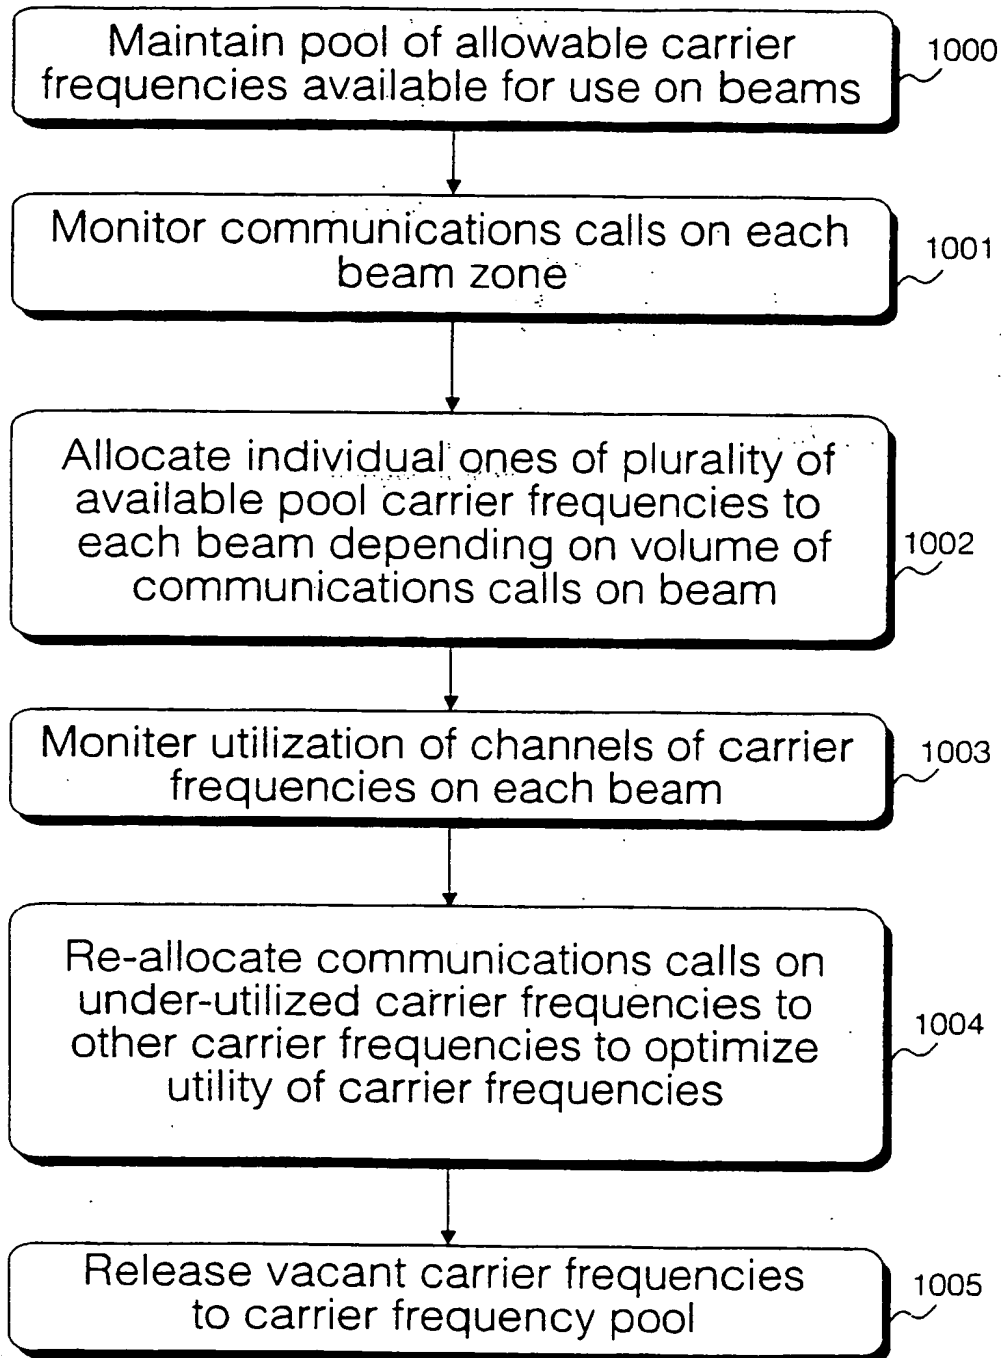 Maintain pool of allowable carrier
frequencies available for use on beams
1000
Monitor communications calls on each
beam zone
1001
Allocate individual ones of plurality of
available pool carrier frequencies to
each beam depending on volume of
communications calls on beam
1002
Moniter utilization of channels of carrier
frequencies on each beam
1003
Re-allocate communications calls on
under-utilized carrier frequencies to
other carrier frequencies to optimize
utility of carrier frequencies
1004
Release vacant carrier frequencies
to carrier frequency pool
1005